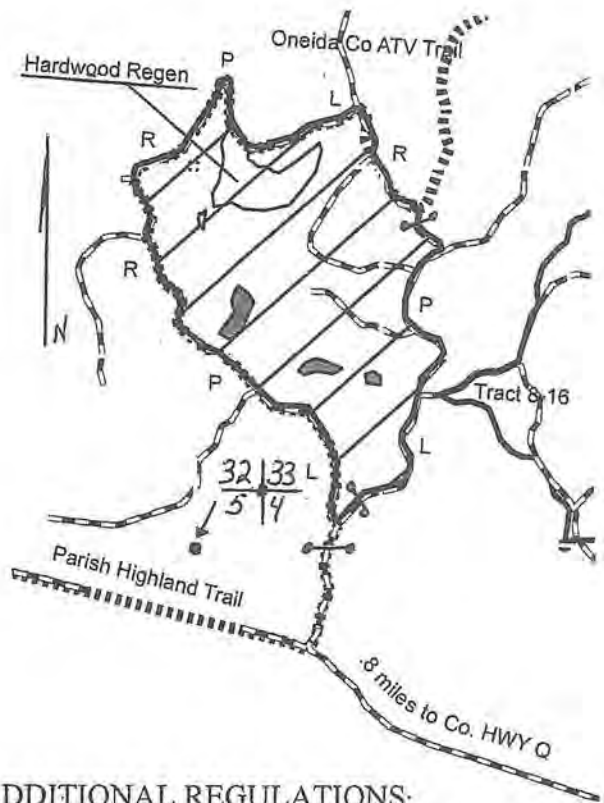 P
Oneida Co ATV Trail
Hardwood Regen
L
R
R
R
N
P
P
Tract 8-16
L
32 33 L
5 4
Parish Highland Trail
.8 miles to Co. HWY Q
DDITIONAL REGULATIONS: